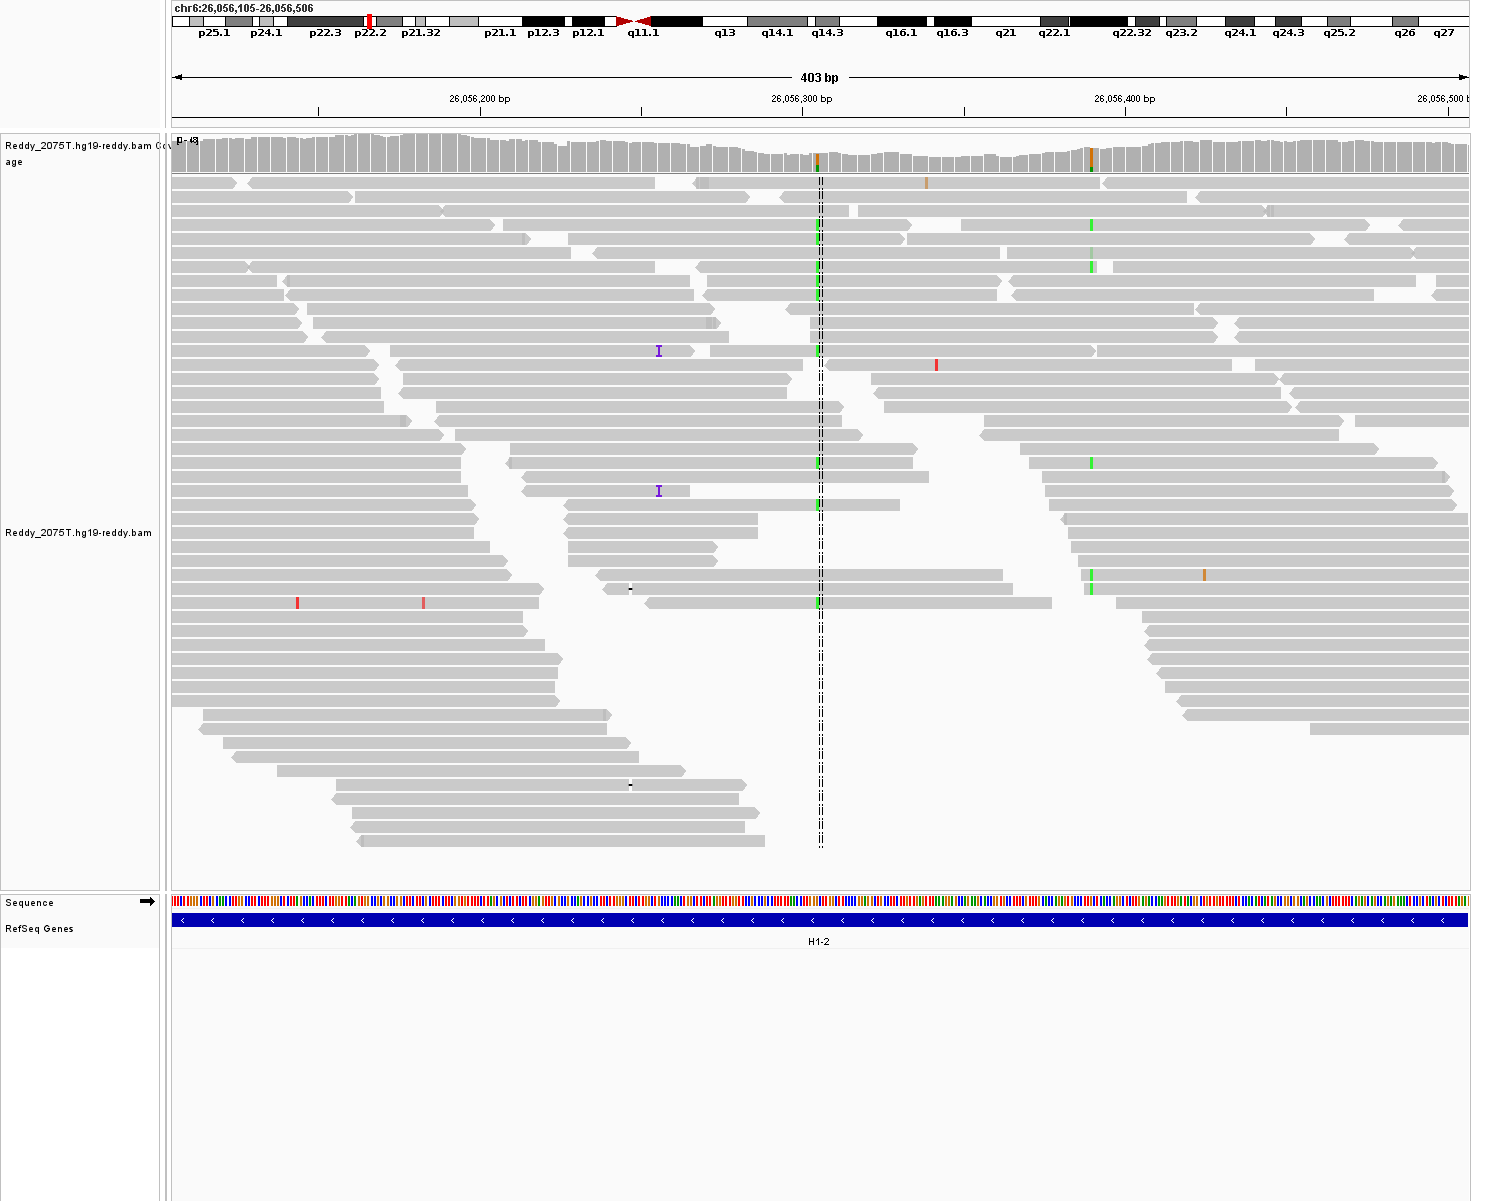 chr6:26,056,105-26,056,506
p25.1 p24.1 p22.3 p22.2 p21.32 p21.1 p12.3 p12.1 q11.1 q13 q14.1 q14.3 q16.1 q16.3 q21 q22.1 q22.32 q23.2 q24.1 q24.3 q25.2 q26 q27
403 bp
26,056,200 bp 26,056,300 bp 26,056,400 bp 26,056,500 b
Reddy_2075T.hg19-reddy.bam Cov
age
I
I
Reddy_2075T.hg19-reddy.bam
Sequence
RefSeq Genes
H1-2